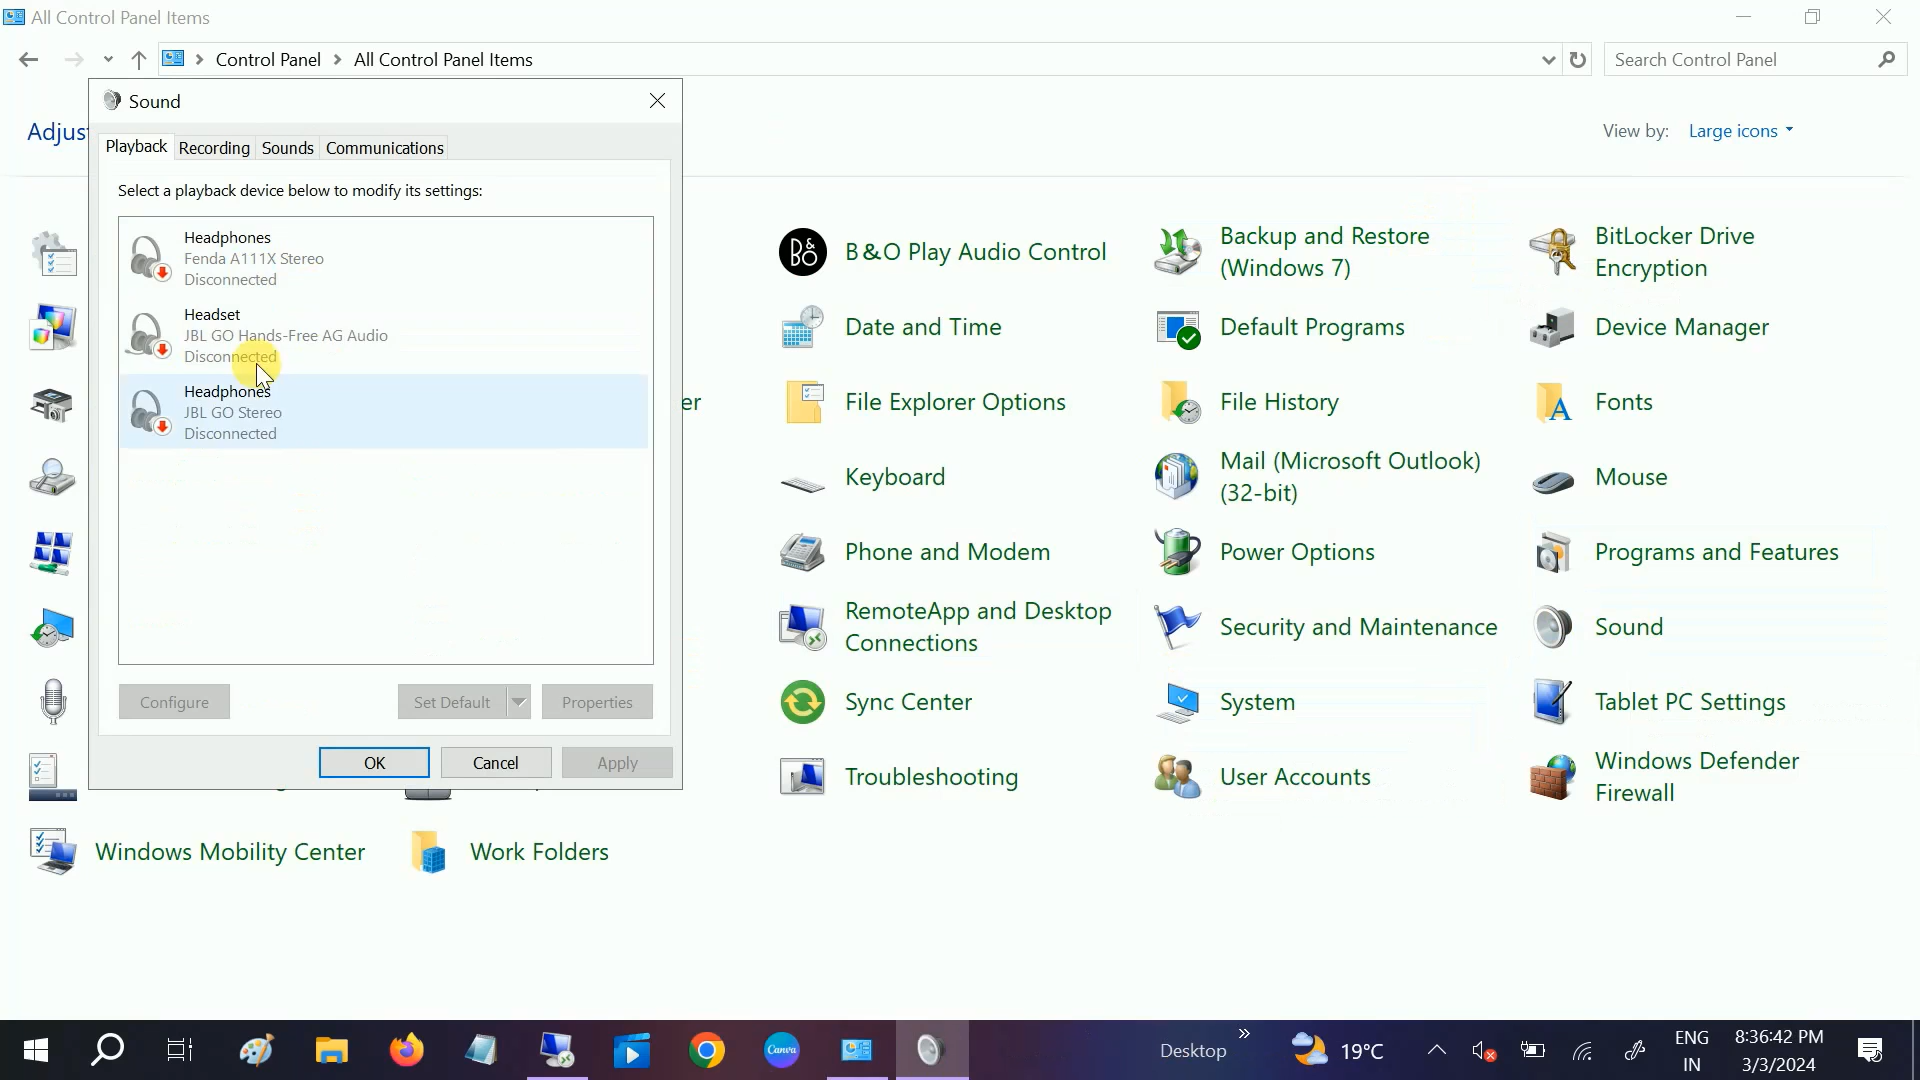 All Control Panel Items
Control Panel
All Control Panel Items
Search Control Panel
Sound
Adjus
View by:
Large icons
Playback
Recording
Sounds
Communications
Select a playback device below to modify its settings:
Headphones
Fenda A111X Stereo
Disconnected
Headset
JBL GO Hands-Free AG Audio
Disconnected
Headphones
JBL GO Stereo
Disconnected
Configure
Set Default
Properties
OK
Cancel
Apply
er
B&O Play Audio Control
Backup and Restore
(Windows 7)
BitLocker Drive
Encryption
Date and Time
Default Programs
Device Manager
File Explorer Options
File History
Fonts
Keyboard
Mail (Microsoft Outlook)
(32-bit)
Mouse
Phone and Modem
Power Options
Programs and Features
RemoteApp and Desktop
Connections
Security and Maintenance
Sound
Sync Center
System
Tablet PC Settings
Troubleshooting
User Accounts
Windows Defender
Firewall
Windows Mobility Center
Work Folders
Canva
Desktop
19°C
ENG
IN
8:36:42 PM
3/3/2024